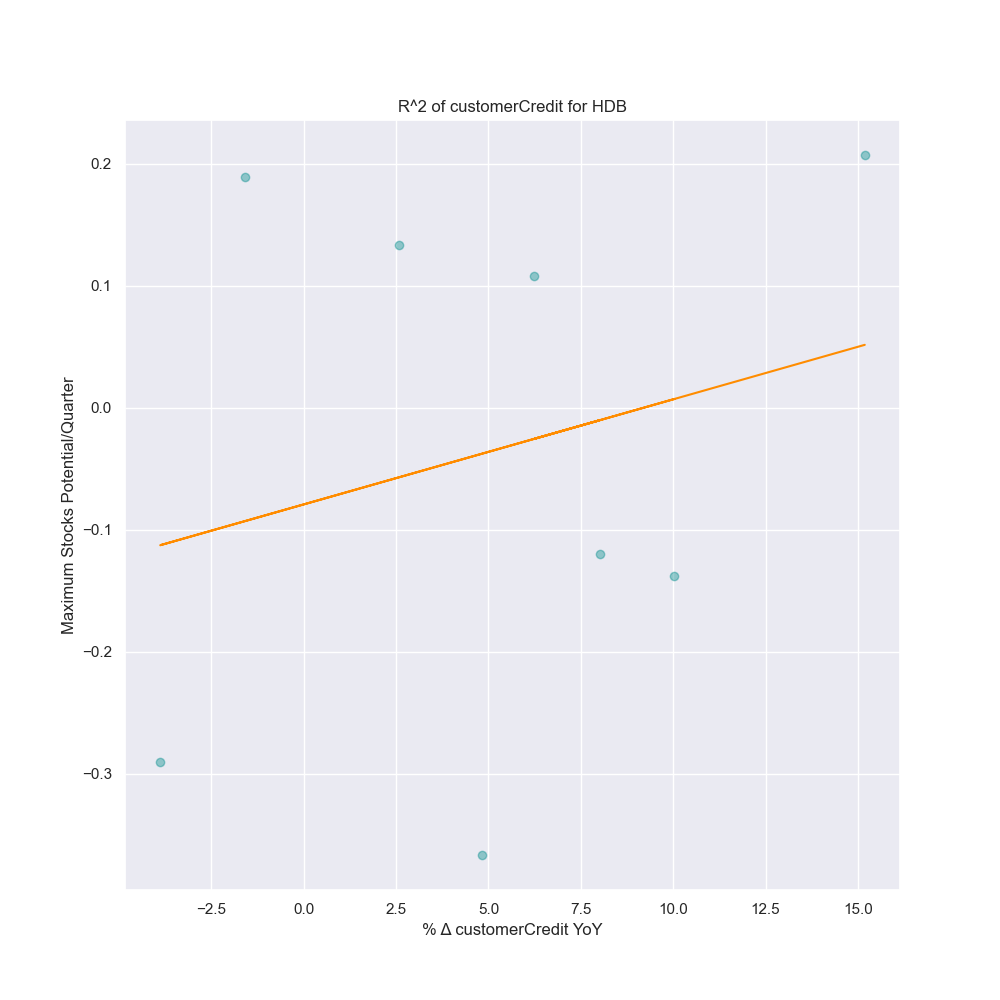 R^2 of customerCredit for HDB
Maximum Stocks Potential/Quarter
0.2
0.1
0.0
−0.1
−0.2
−0.3
−2.5 0.0 2.5 5.0 7.5 10.0 12.5 15.0
% Δ customerCredit YoY